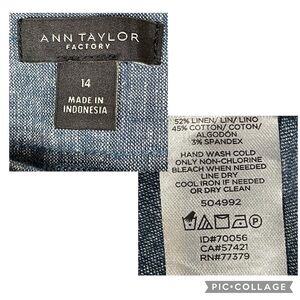 ANN TAYLOR
FACTORY
14
MADE IN
INDONESIA
52% LINEN/ LIN/ LINO
45% COTTON/ COTON/
ALGODÓN
3% SPANDEX
HAND WASH COLD
ONLY NON-CHLORINE
BLEACH WHEN NEEDED
LINE DRY
COOL IRON IF NEEDED
OR DRY CLEAN
504992
ID#70056
CA#57421
RN#77379
PIC•COLLAGE